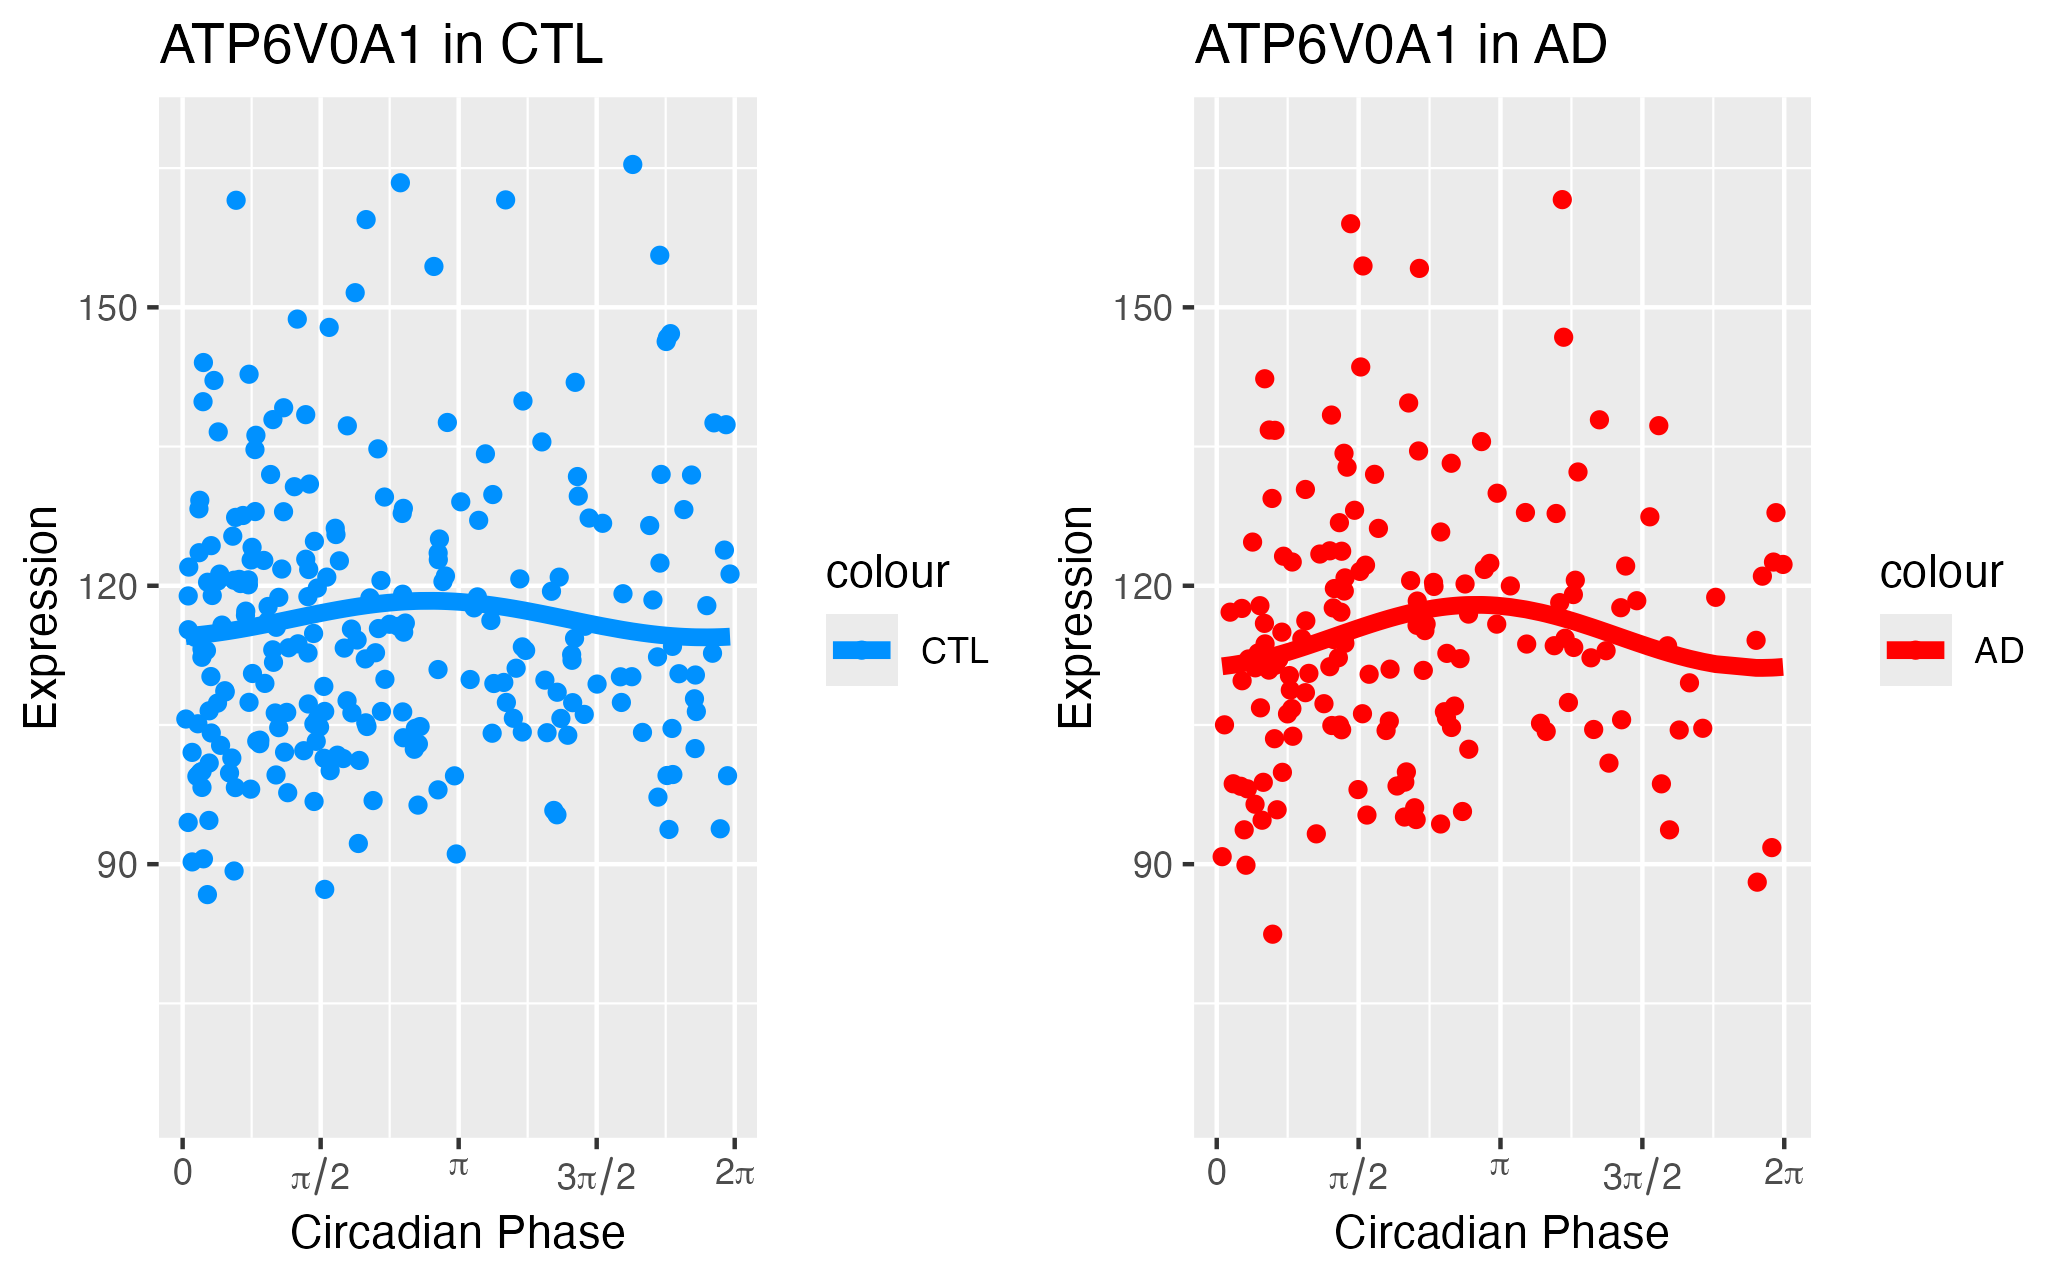 ATP6V0A1 in CTL
Expression
150
120
90
0 π/2 π 3π/2 2π
Circadian Phase
colour
CTL
ATP6V0A1 in AD
Expression
150
120
90
0 π/2 π 3π/2 2π
Circadian Phase
colour
AD